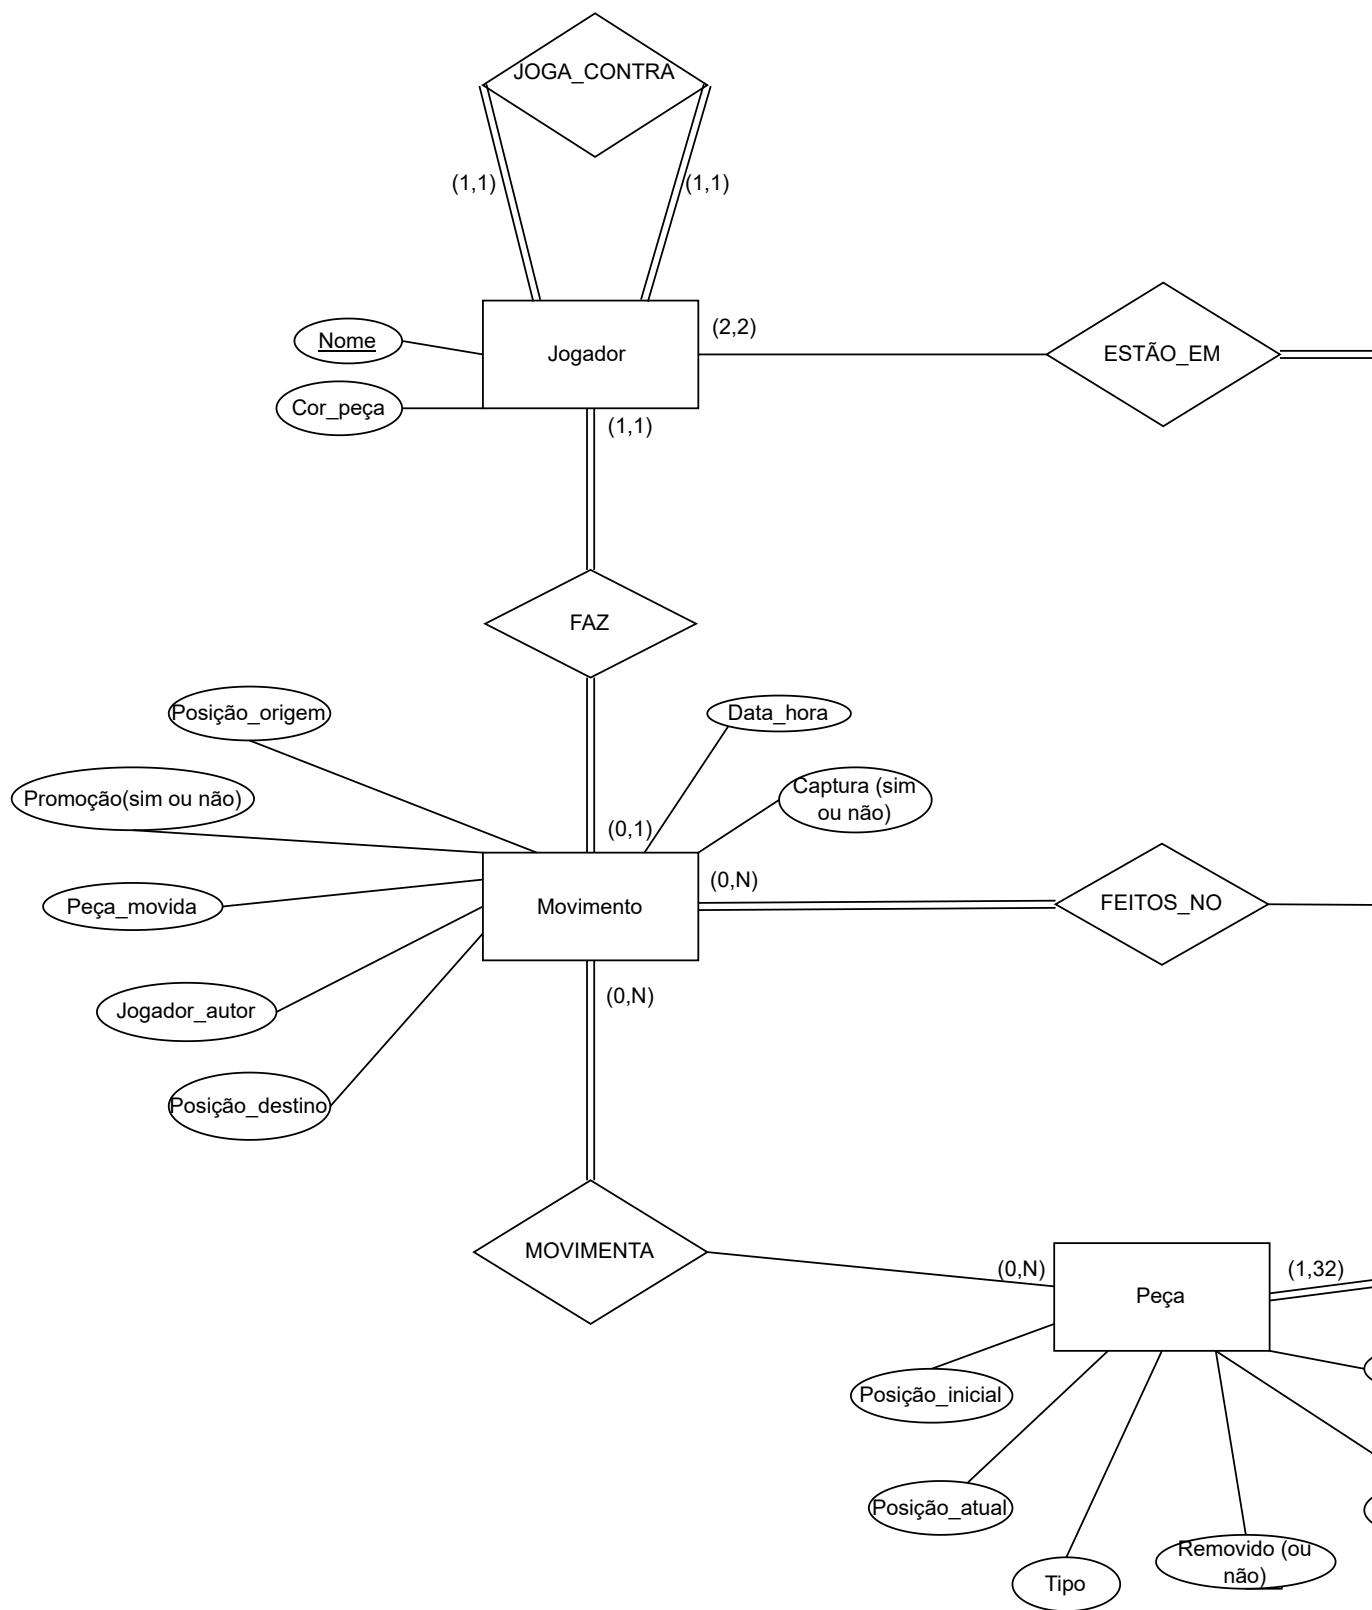 JOGA_CONTRA
(1,1)
(1,1)
Nome
Jogador
(2,2)
ESTÃO_EM
Cor_peça
(1,1)
FAZ
Posição_origem
Data_hora
Promoção(sim ou não)
Captura (sim
ou não)
(0,1)
Peça_movida
Movimento
(0,N)
FEITOS_NO
Jogador_autor
(0,N)
Posição_destino
MOVIMENTA
(0,N)
Peça
(1,32)
Posição_inicial
Posição_atual
Tipo
Removido (ou
não)